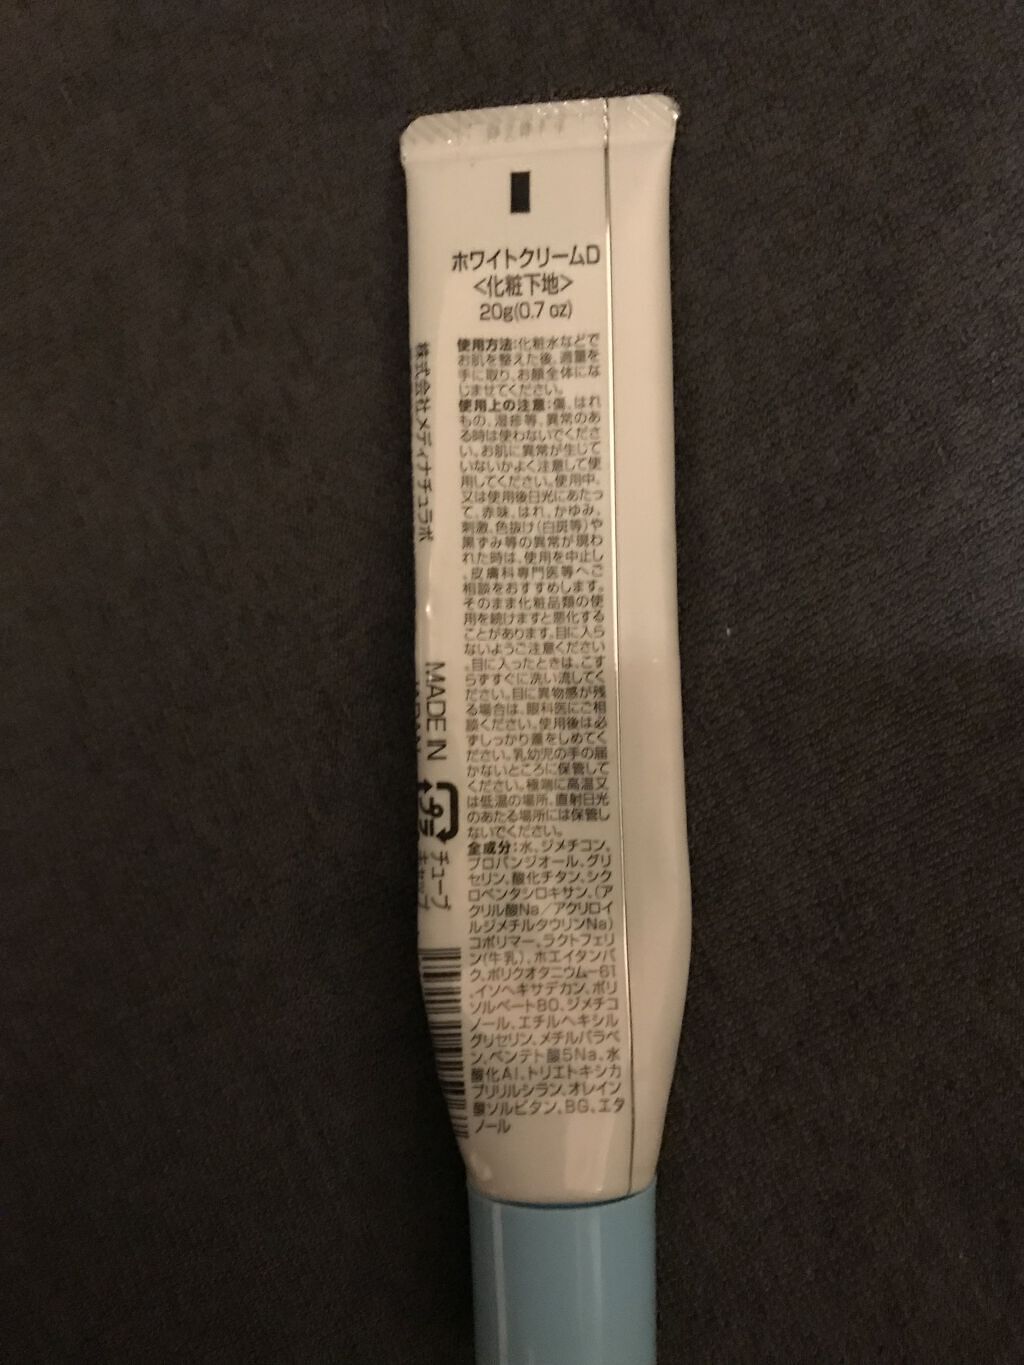 ホワイトクリームD
<化粧下地>
20g(0.7 oz)
使用方法:化粧水などで
お肌を整えた後、適量を
手に取り、お顔全体にな
じませてください。
使用上の注意:傷、はれ
もの、湿疹等、異常のあ
る時は使わないでくださ
い。お肌に異常が生じて
いないかよく注意して使
用してください。使用中、
又は使用後日光にあたっ
て、赤味、はれ、かゆみ、
刺激、色抜け(白斑等)や
黒ずみ等の異常が現わ
れた時は、使用を中止し
、皮膚科専門医等へご
相談をおすすめします。
そのまま化粧品類の使
用を続けますと悪化する
ことがあります。目に入ら
ないようご注意ください
。目に入ったときは、こす
らずすぐに洗い流してく
ださい。目に異物感が残
る場合は、眼科医にご相
談ください。使用後は必
ずしっかり蓋をしめてく
ださい。乳幼児の手の届
かないところに保管して
ください。極端に高温又
は低温の場所、直射日光
のあたる場所には保管し
ないでください。
全成分:水、ジメチコン、
プロパンジオール、グリ
セリン、酸化チタン、シク
ロペンタシロキサン、(ア
クリル酸Na/アクリロイ
ルジメチルタウリンNa)
コポリマー、ラクトフェリ
ン(牛乳)、ホエイタンパ
ク、ポリクオタニウム-61
、イソヘキサデカン、ポリ
ソルベート80、ジメチコ
ノール、エチルヘキシル
グリセリン、メチルパラベ
ン、ペンテト酸5Na、水
酸化Al、トリエトキシカ
プリリルシラン、オレイン
酸ソルビタン、BG、エタ
ノール
株式会社メディナチュラボ
MADE IN
プラ
チューブ